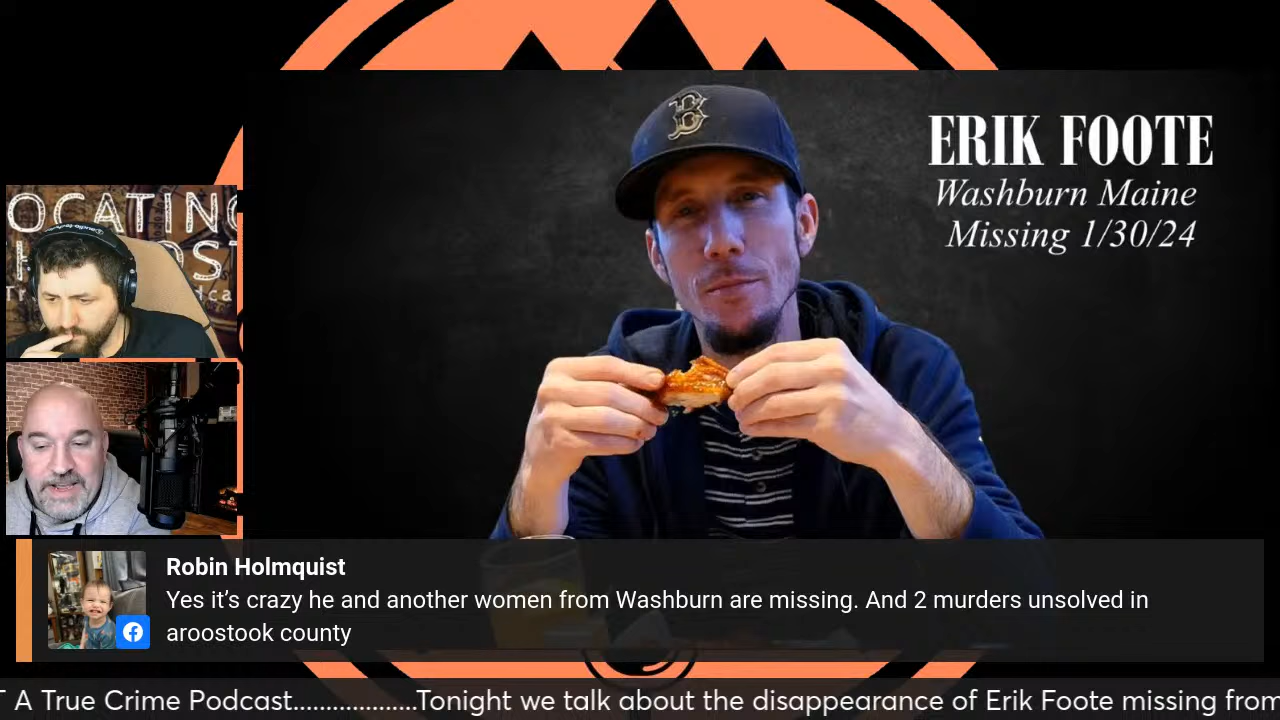 ERIK FOOTE
Washburn Maine
Missing 1/30/24
OCATING
B
Robin Holmquist
Yes it’s crazy he and another women from Washburn are missing. And 2 murders unsolved in
aroostook county
T A True Crime Podcast...................Tonight we talk about the disappearance of Erik Foote missing from